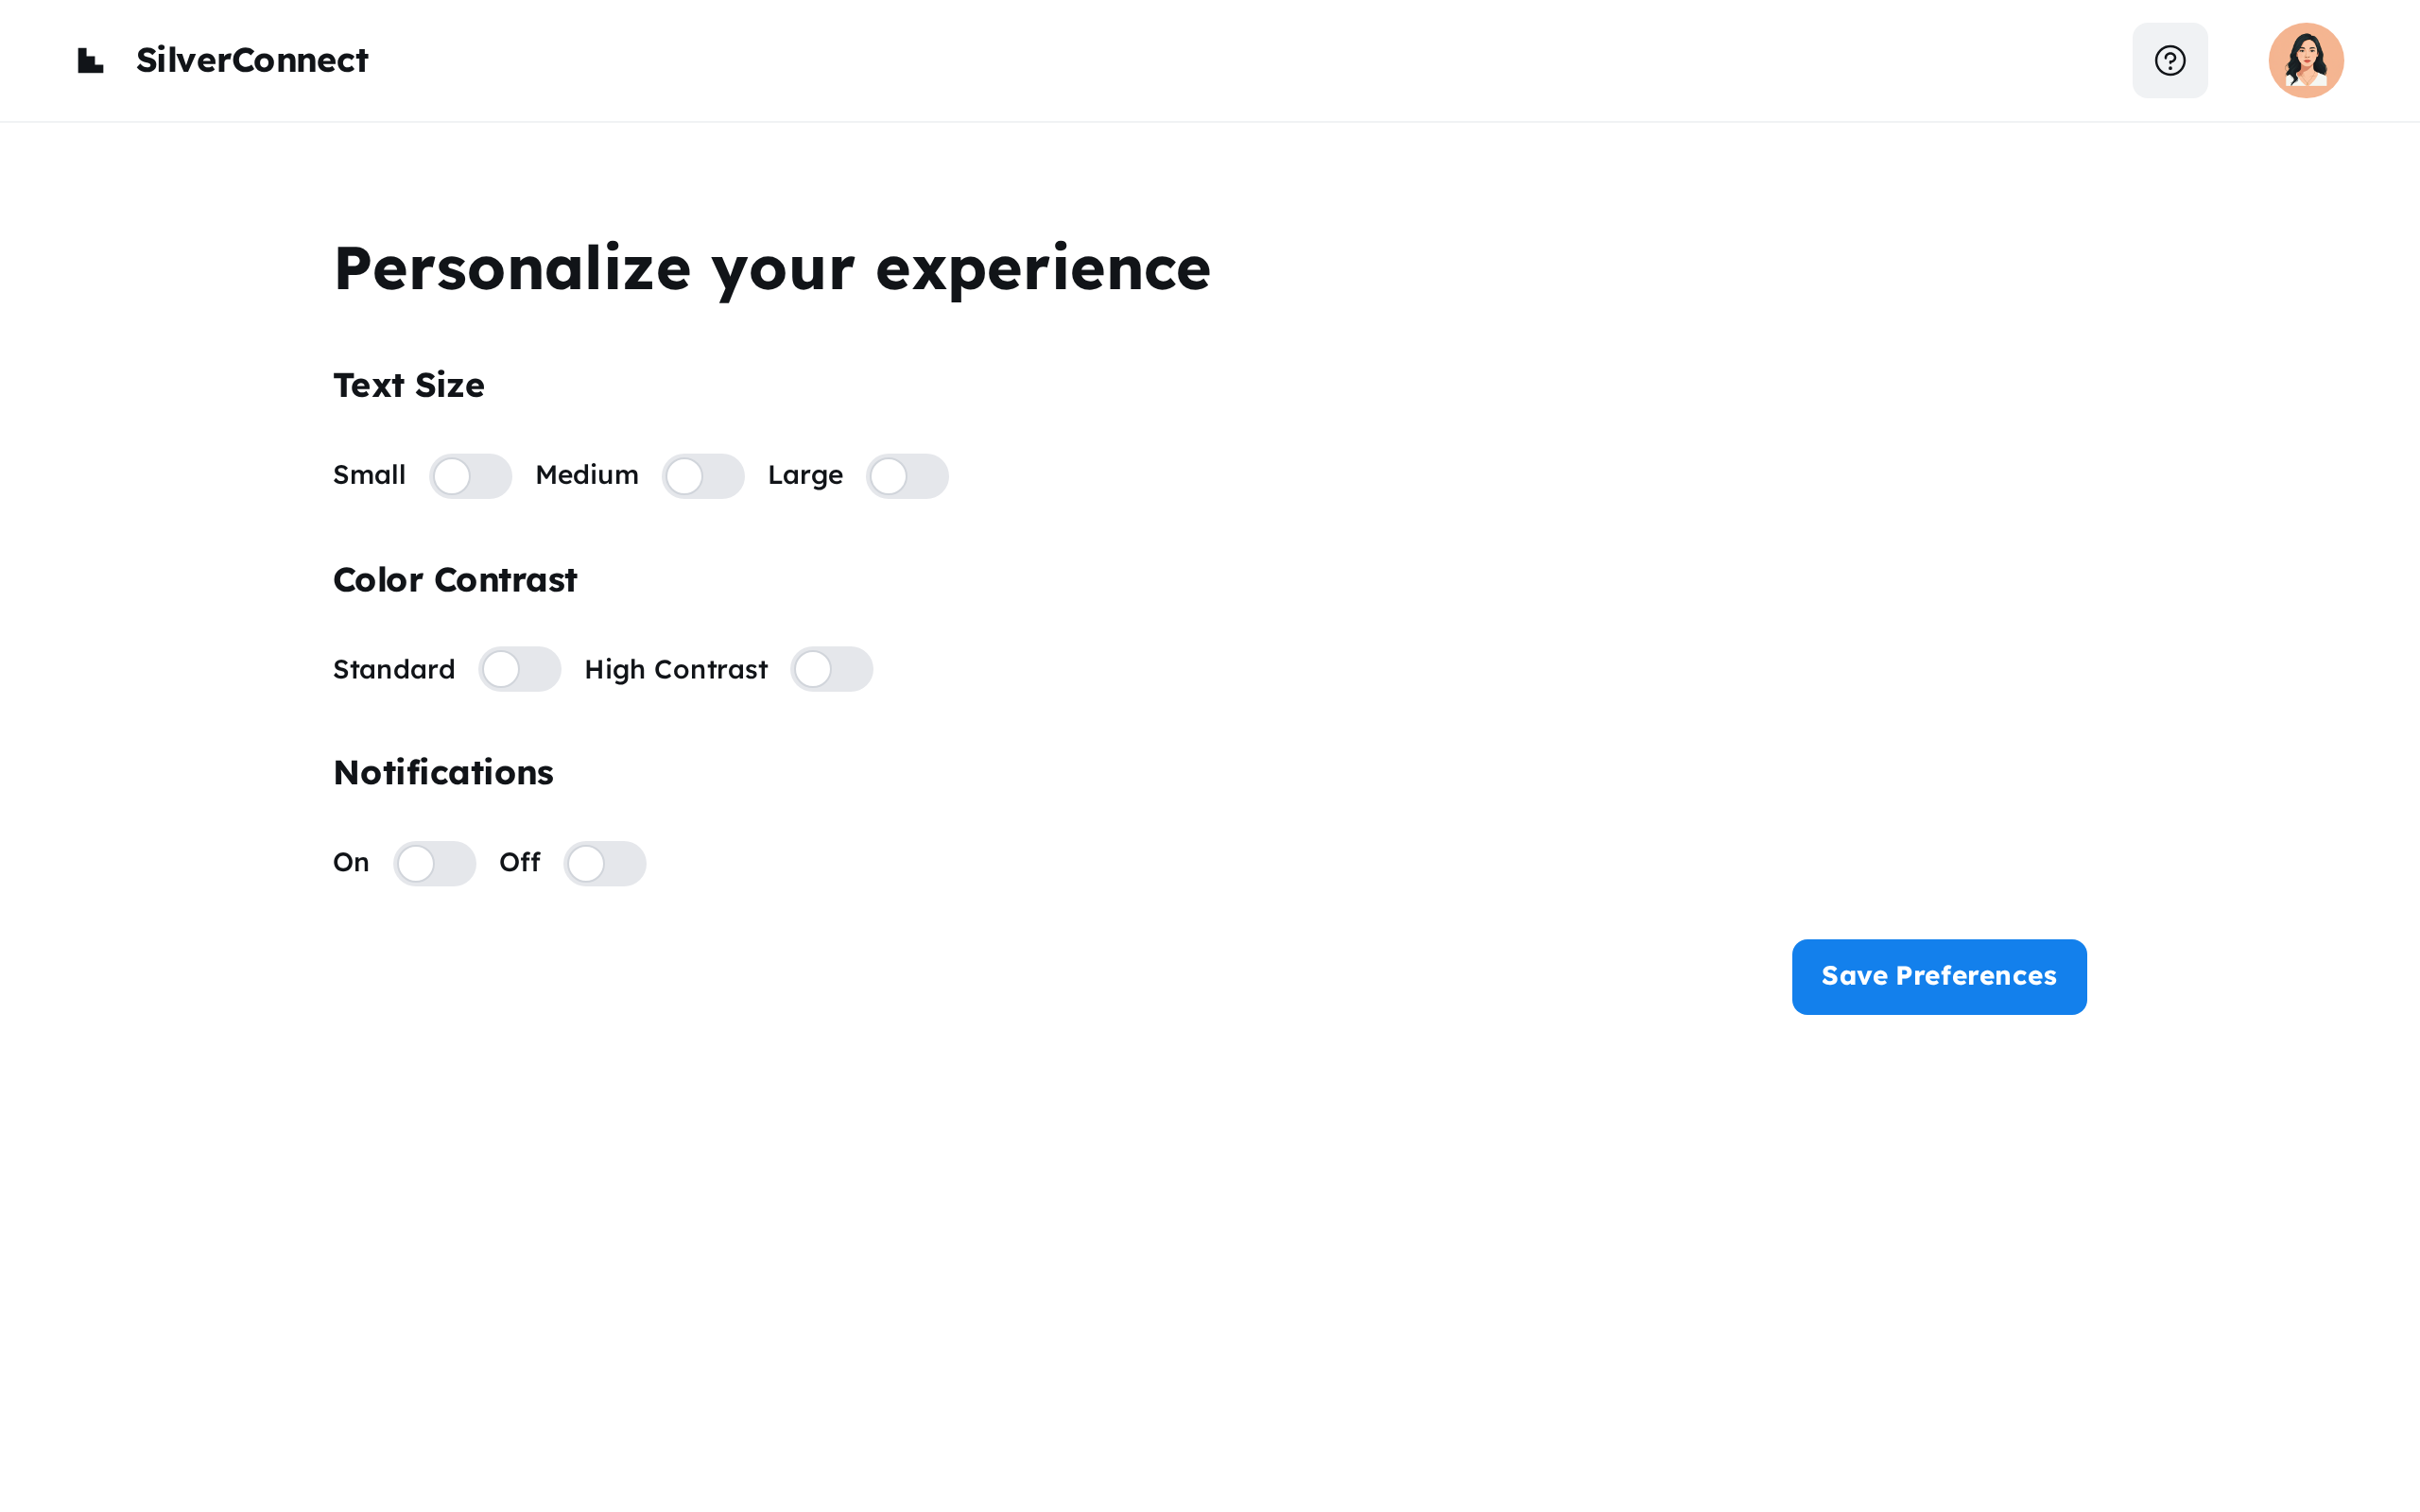 SilverConnect
Personalize your experience
Text Size
Small Medium Large
Color Contrast
Standard High Contrast
Notifications
On Off
Save Preferences